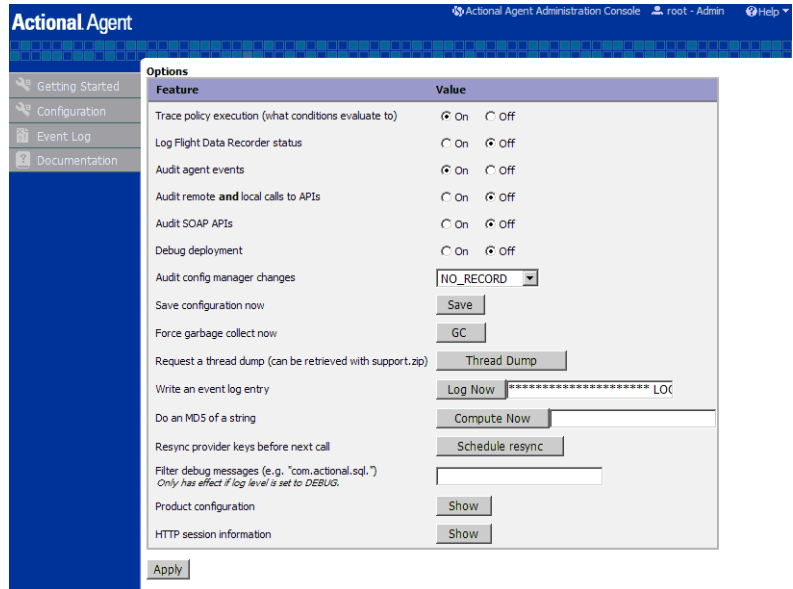 Actional Agent
Actional Agent Administration Console root - Admin Help
Getting Started
Configuration
Event Log
Documentation
Options
Feature Value
Trace policy execution (what conditions evaluate to) On Off
Log Flight Data Recorder status On Off
Audit agent events On Off
Audit remote and local calls to APIs On Off
Audit SOAP APIs On Off
Debug deployment On Off
Audit config manager changes NO_RECORD
Save configuration now Save
Force garbage collect now GC
Request a thread dump (can be retrieved with support.zip) Thread Dump
Write an event log entry Log Now ********************* LOG
Do an MD5 of a string Compute Now
Resync provider keys before next call Schedule resync
Filter debug messages (e.g. "com.actional.sql.")
Only has effect if log level is set to DEBUG.
Product configuration Show
HTTP session information Show
Apply